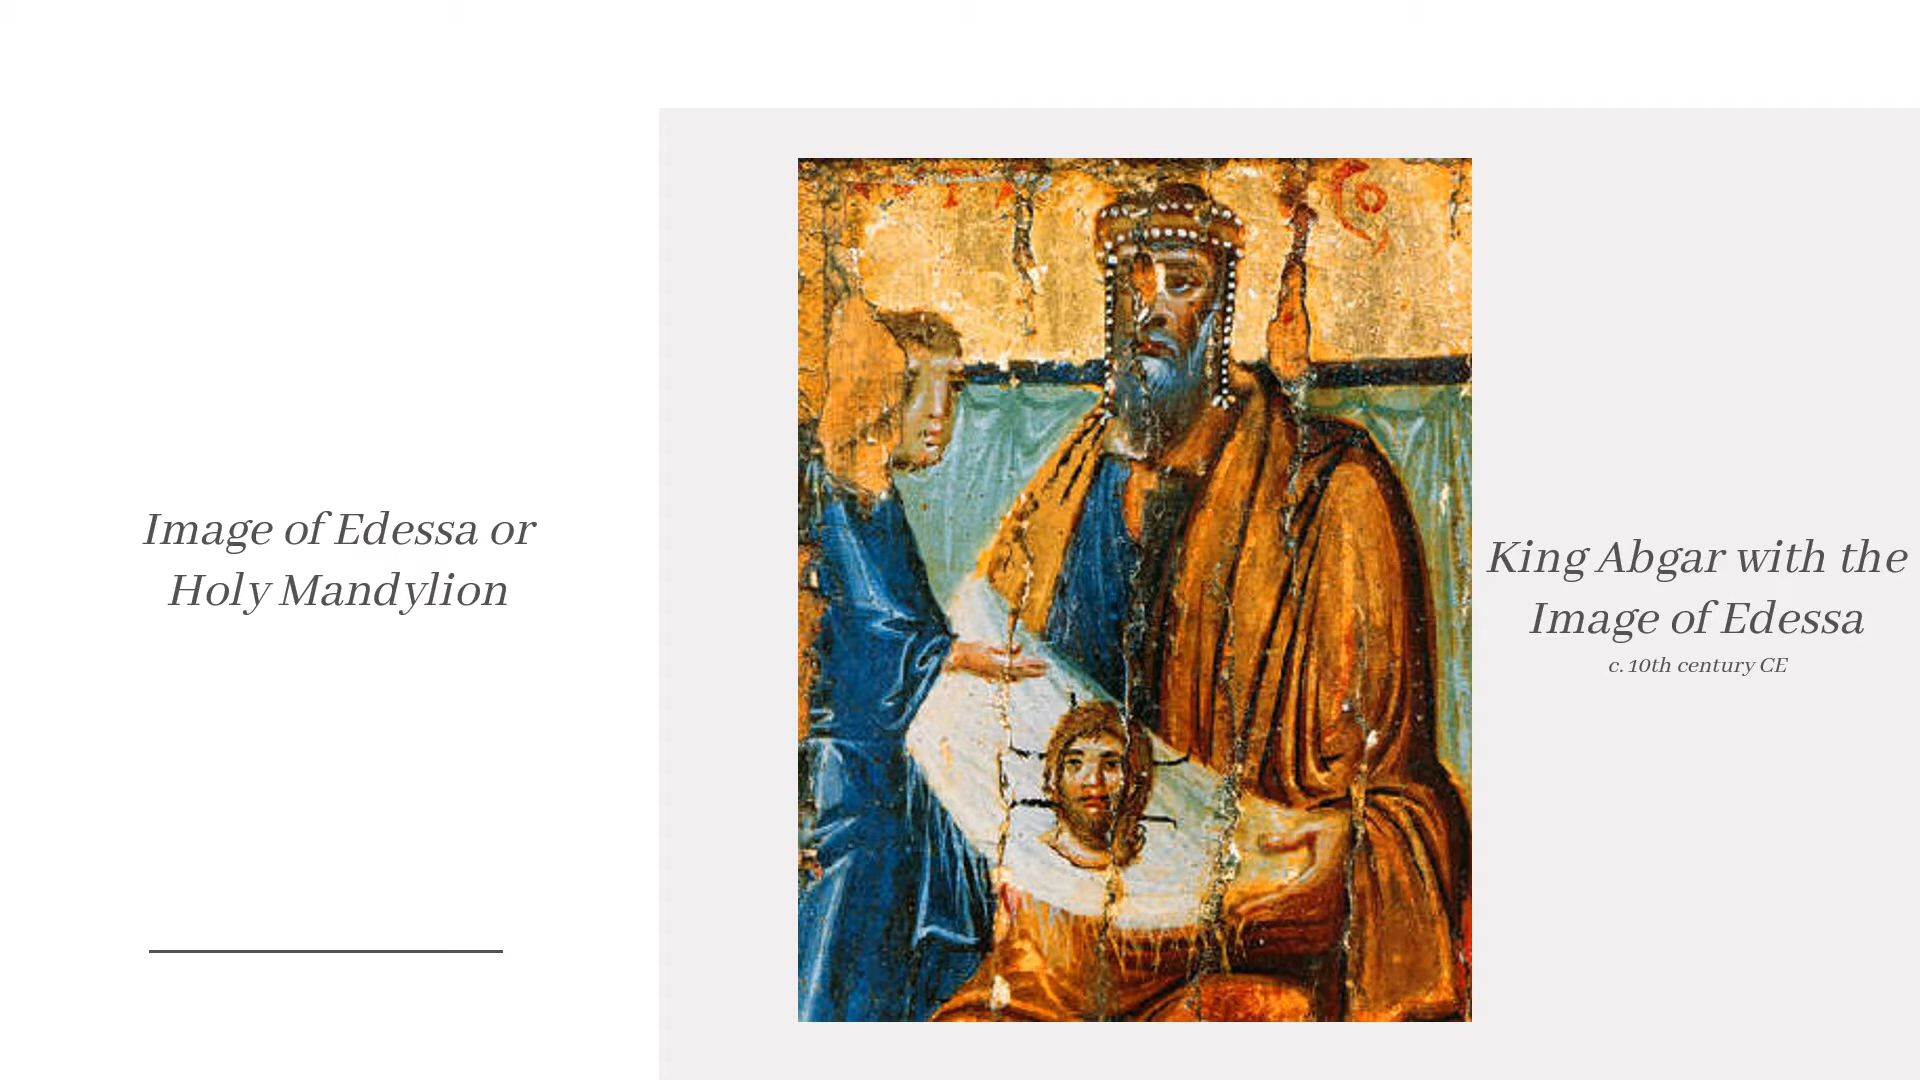 Image of Edessa or
Holy Mandylion
King Abgar with the
Image of Edessa
c. 10th century CE